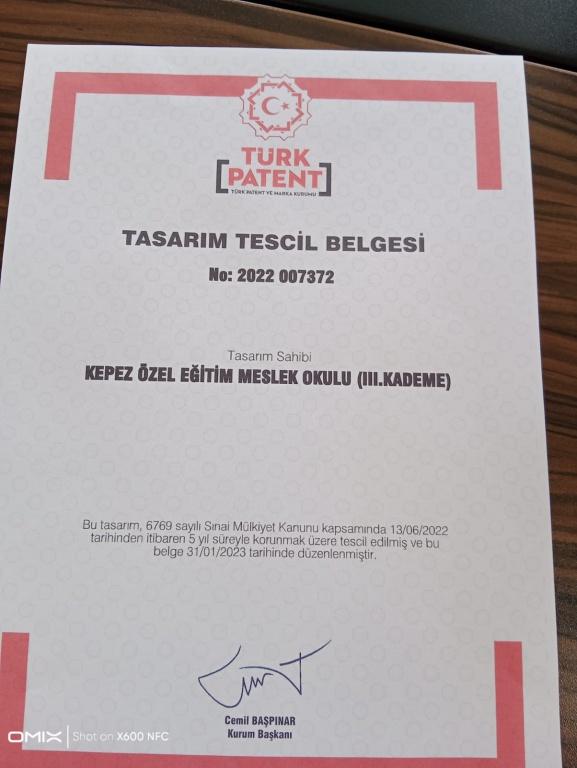 TÜRK
PATENT
TÜRK PATENT VE MARKA KURUMU
TASARIM TESCİL BELGESİ
No: 2022 007372
Tasarım Sahibi
KEPEZ ÖZEL EĞİTİM MESLEK OKULU (III.KADEME)
Bu tasarım, 6769 sayılı Sınai Mülkiyet Kanunu kapsamında 13/06/2022
tarihinden itibaren 5 yıl süreyle korunmak üzere tescil edilmiş ve bu
belge 31/01/2023 tarihinde düzenlenmiştir.
Cemil BAŞPINAR
Kurum Başkanı
OMIX Shot on X600 NFC